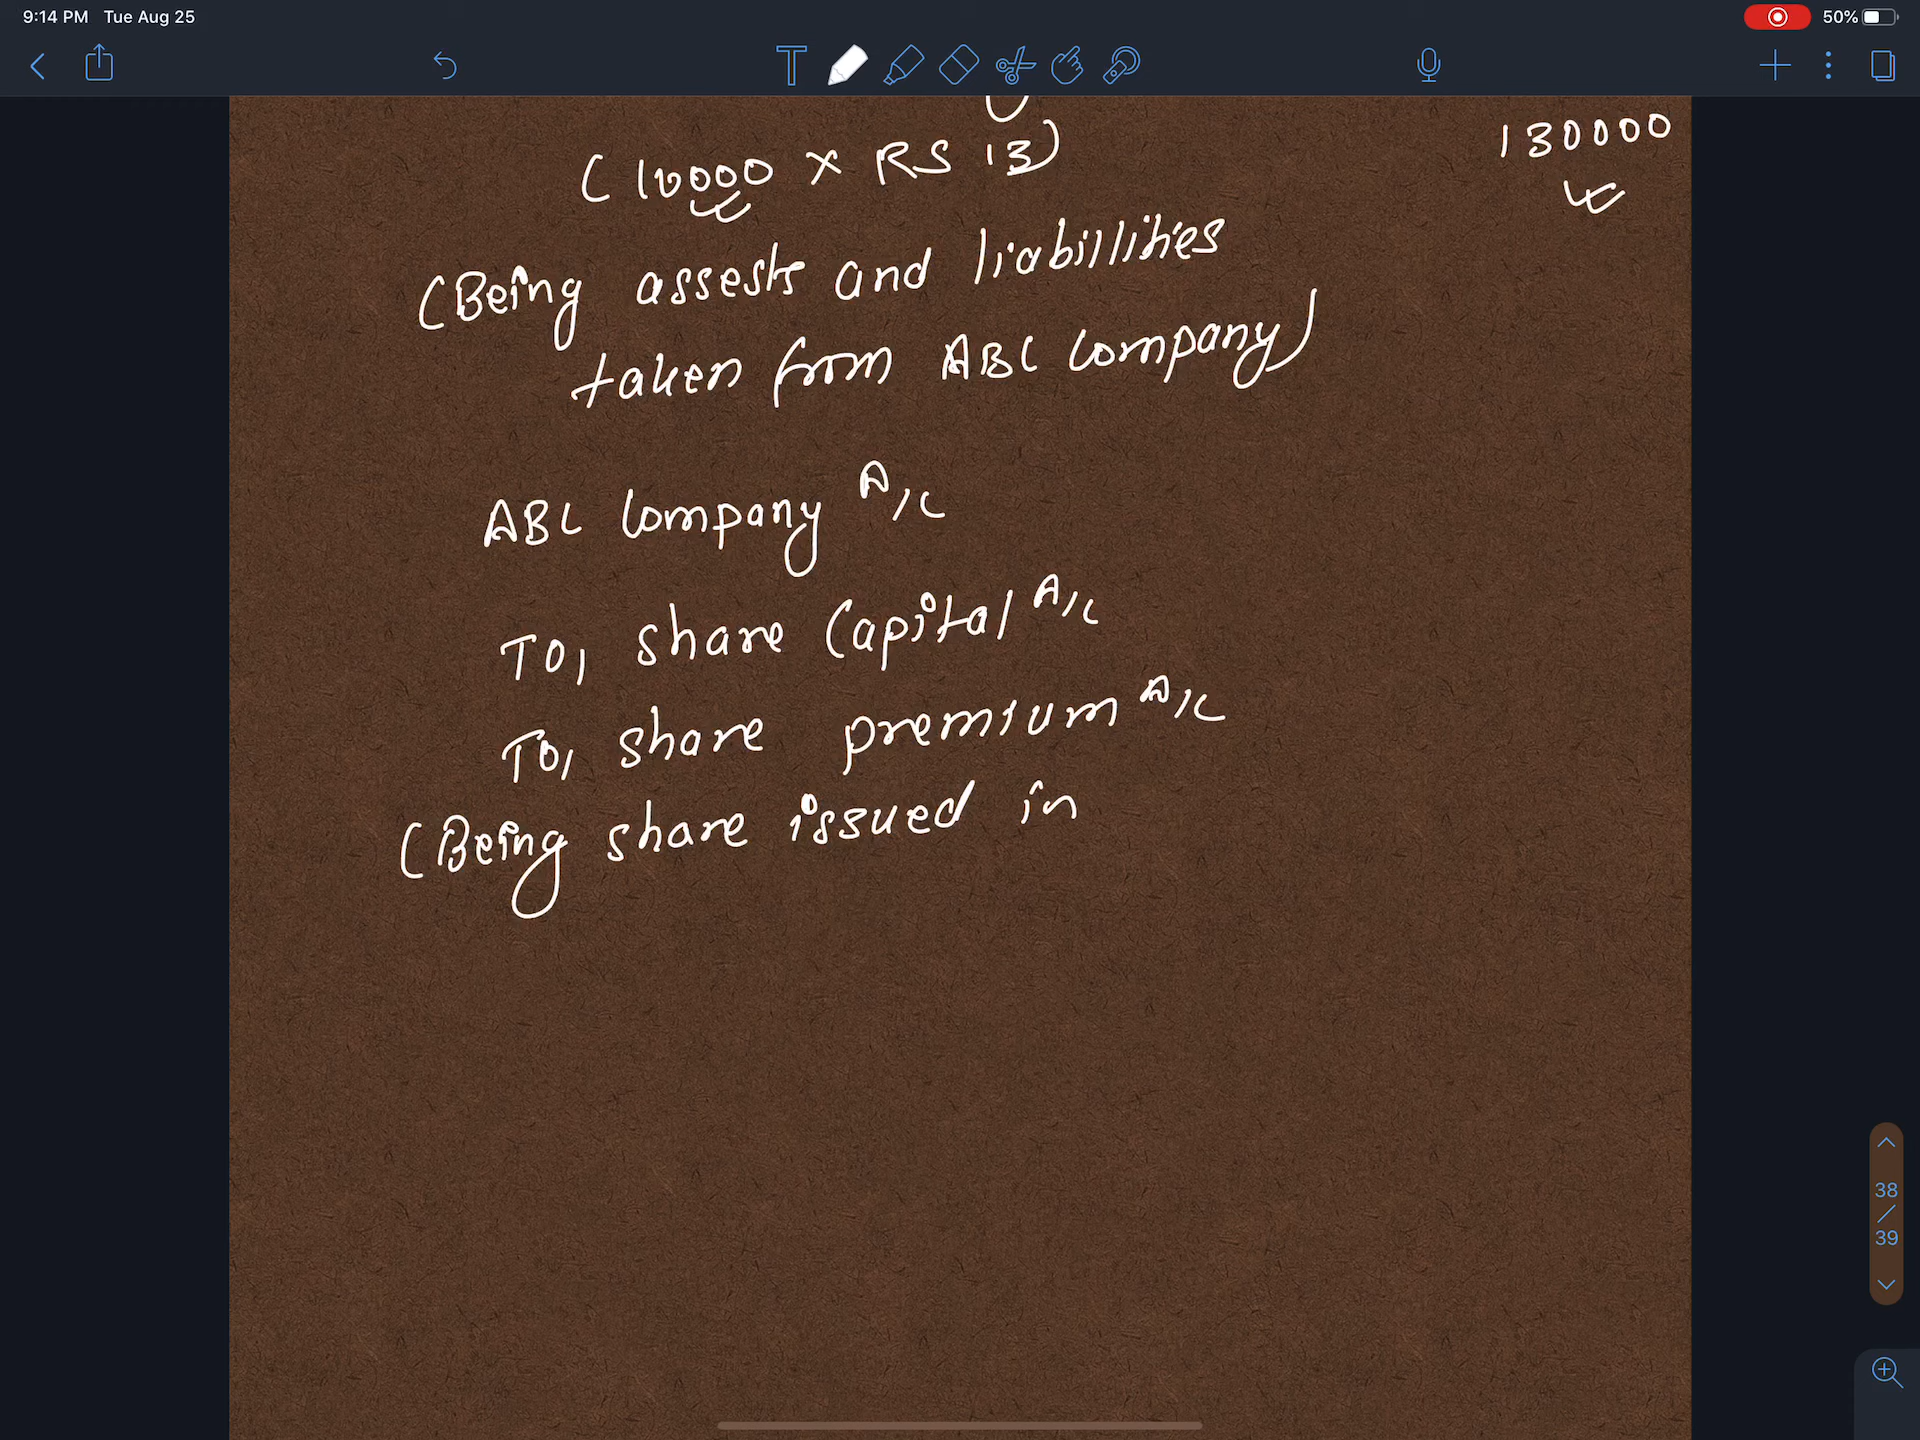 9:14 PM Tue Aug 25
50%
(10000 × RS 13)
130000
(Being assests and liabillities
taken from ABC Company)
ABC Company A/C
To, share Capital A/C
To, share premium A/C
(Being share issued in
38
/
39